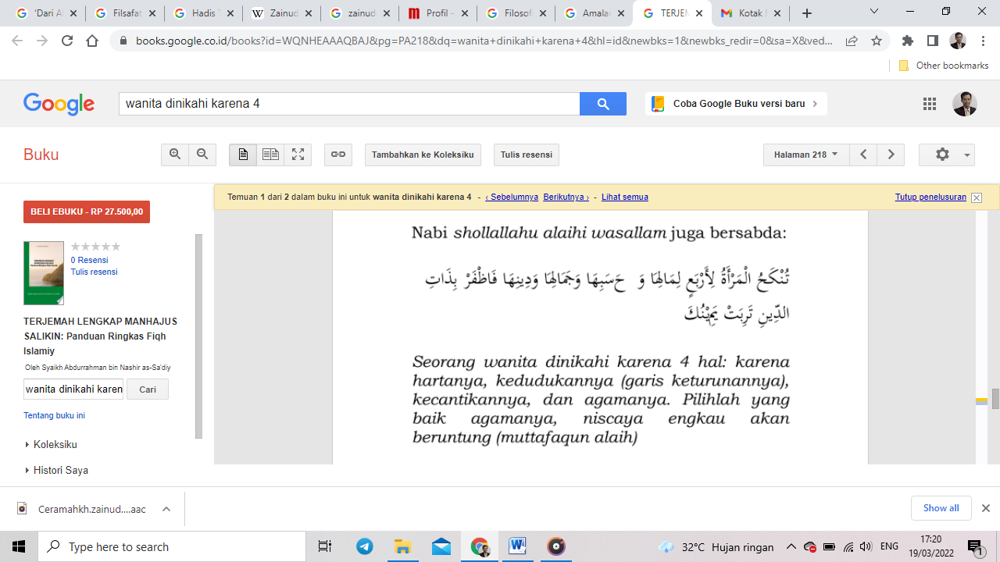 'Dari Al
Filsafat
Hadis T
Zainud
zainud
Profil -
Filosofi
Amalan
TERJEM
Kotak M
books.google.co.id/books?id=WQNHEAAAQBAJ&pg=PA218&dq=wanita+dinikahi+karena+4&hl=id&newbks=1&newbks_redir=0&sa=X&ved...
Other bookmarks
Google
wanita dinikahi karena 4
Coba Google Buku versi baru
Buku
Tambahkan ke Koleksiku
Tulis resensi
Halaman 218
Temuan 1 dari 2 dalam buku ini untuk wanita dinikahi karena 4 - ‹ Sebelumnya Berikutnya › - Lihat semua
Tutup penelusuran
BELI EBUKU - RP 27.500,00
0 Resensi
Tulis resensi
TERJEMAH LENGKAP MANHAJUS
SALIKIN: Panduan Ringkas Fiqh
Islamiy
Oleh Syaikh Abdurrahman bin Nashir as-Sa'diy
wanita dinikahi karen
Cari
Tentang buku ini
Koleksiku
Histori Saya
Nabi shollallahu alaihi wasallam juga bersabda:
تُنْكَحُ الْمَرْأَةُ لِأَرْبَعٍ لِمَالِهَا وَ حَسَبِهَا وَجَمَالِهَا وَدِينِهَا فَاظْفَرْ بِذَاتِ
الدِّينِ تَرِبَتْ يَمِيْنُكَ
Seorang wanita dinikahi karena 4 hal: karena
hartanya, kedudukannya (garis keturunannya),
kecantikannya, dan agamanya. Pilihlah yang
baik agamanya, niscaya engkau akan
beruntung (muttafaqun alaih)
Ceramahkh.zainud....aac
Show all
Type here to search
32°C Hujan ringan
ENG
17:20
19/03/2022
1